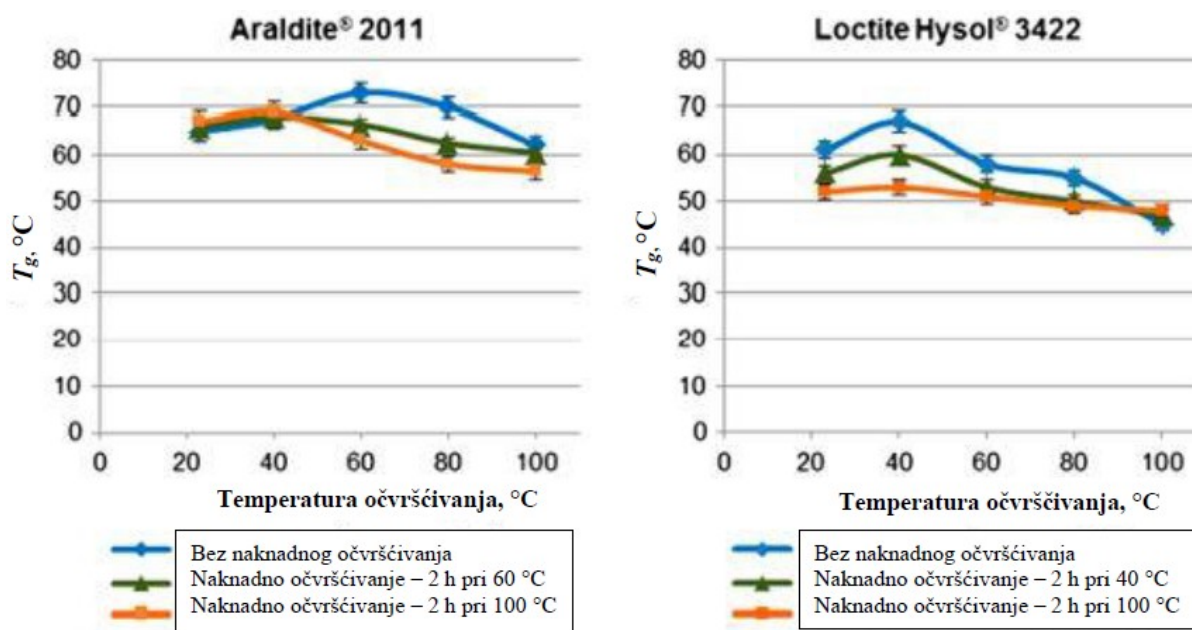 Araldite® 2011
80
70
60
50
40
30
20
10
0
T_g, °C
0 20 40 60 80 100
Temperatura očvršćivanja, °C
Bez naknadnog očvršćivanja
Naknadno očvršćivanje – 2 h pri 60 °C
Naknadno očvršćivanje – 2 h pri 100 °C
Loctite Hysol® 3422
80
70
60
50
40
30
20
10
0
T_g, °C
0 20 40 60 80 100
Temperatura očvrščivanja, °C
Bez naknadnog očvršćivanja
Naknadno očvršćivanje – 2 h pri 40 °C
Naknadno očvršćivanje – 2 h pri 100 °C